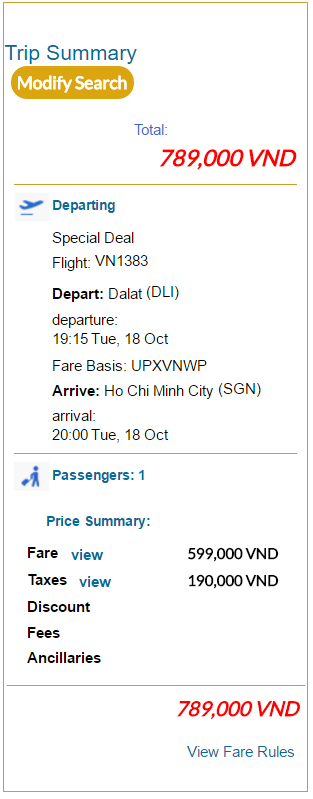 Trip Summary
Modify Search
Total:
789,000 VND
Departing
Special Deal
Flight: VN1383
Depart: Dalat (DLI)
departure:
19:15 Tue, 18 Oct
Fare Basis: UPXVNWP
Arrive: Ho Chi Minh City (SGN)
arrival:
20:00 Tue, 18 Oct
Passengers: 1
Price Summary:
Fare view 599,000 VND
Taxes view 190,000 VND
Discount
Fees
Ancillaries
789,000 VND
View Fare Rules